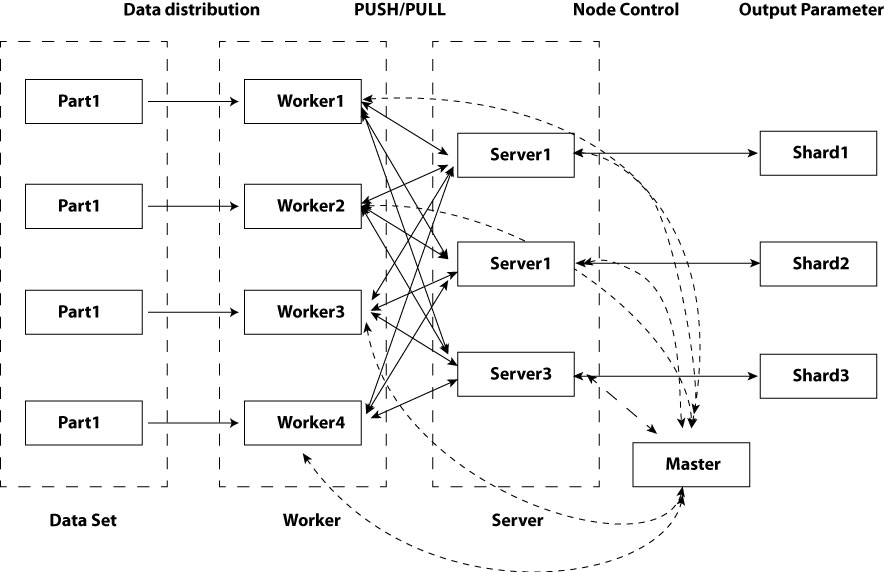 Data distribution
PUSH/PULL
Node Control
Output Parameter
Part1
Worker1
Server1
Shard1
Part1
Worker2
Server1
Shard2
Part1
Worker3
Server3
Shard3
Part1
Worker4
Master
Data Set
Worker
Server